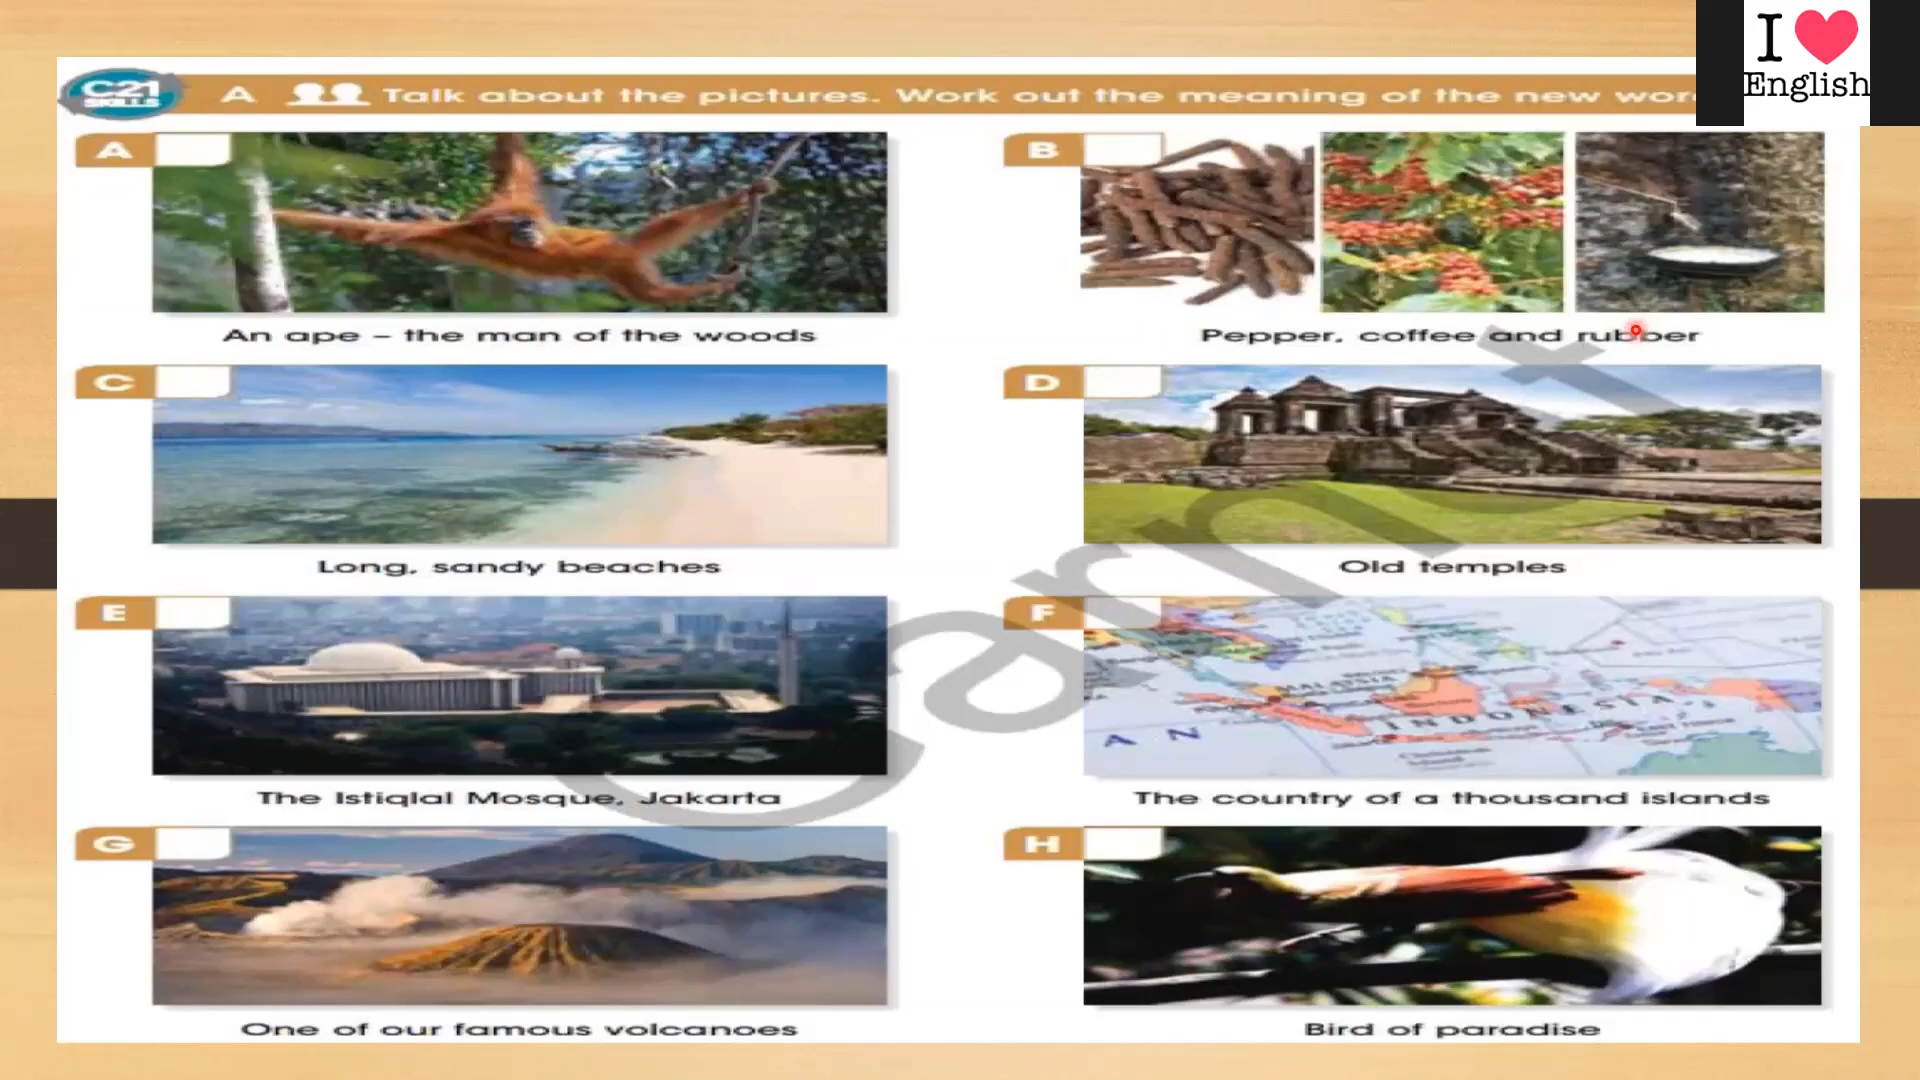 I ❤
English
C21
SKILLS
A Talk about the pictures. Work out the meaning of the new
A
B
An ape – the man of the woods
Pepper, coffee and rubber
C
D
Long, sandy beaches
Old temples
E
F
INDONESIA
A N
The Istiqlal Mosque, Jakarta
The country of a thousand islands
G
H
One of our famous volcanoes
Bird of paradise